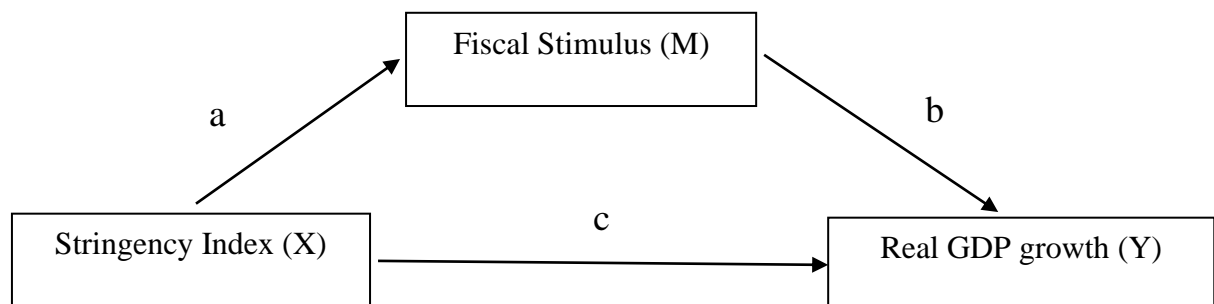 Fiscal Stimulus (M)
a
b
c
Stringency Index (X)
Real GDP growth (Y)